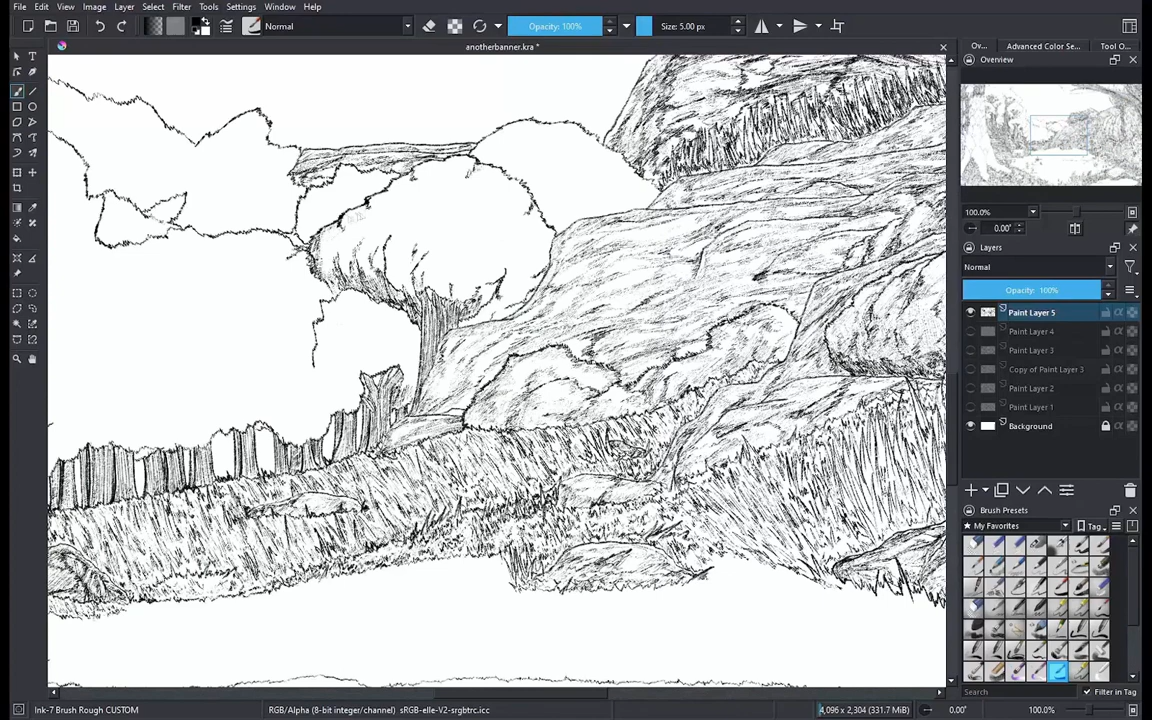 File Edit View Image Layer Select Filter Tools Settings Window Help
Normal Opacity: 100% Size: 5.00 px
anotherbanner.kra *
Ov... Advanced Color Se... Tool O...
Overview
100.0%
0.00°
Layers
Normal
Opacity: 100%
Paint Layer 5
Paint Layer 4
Paint Layer 3
Copy of Paint Layer 3
Paint Layer 2
Paint Layer 1
Background
Brush Presets
My Favorites Tag
Search Filter in Tag
Ink-7 Brush Rough CUSTOM RGB/Alpha (8-bit integer/channel) sRGB-elle-V2-srgbtrc.icc 4,096 x 2,304 (331.7 MiB) 0.00° 100.0%